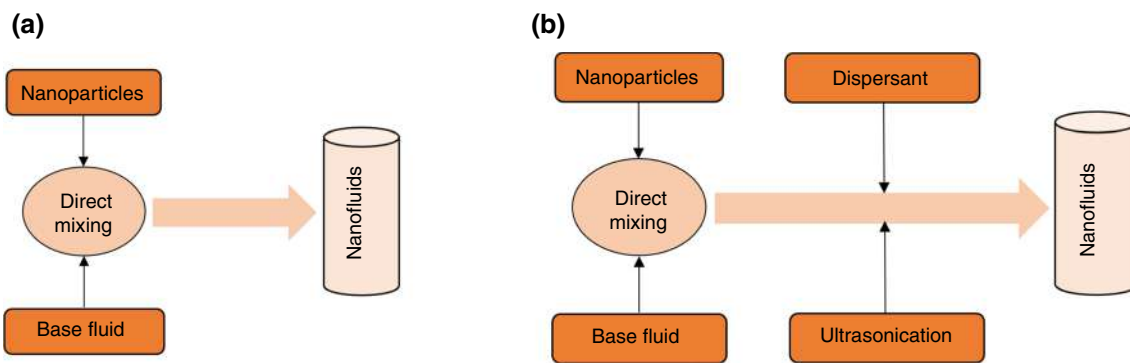 (a)
Nanoparticles
Direct
mixing
Base fluid
Nanofluids
(b)
Nanoparticles
Dispersant
Direct
mixing
Base fluid
Ultrasonication
Nanofluids